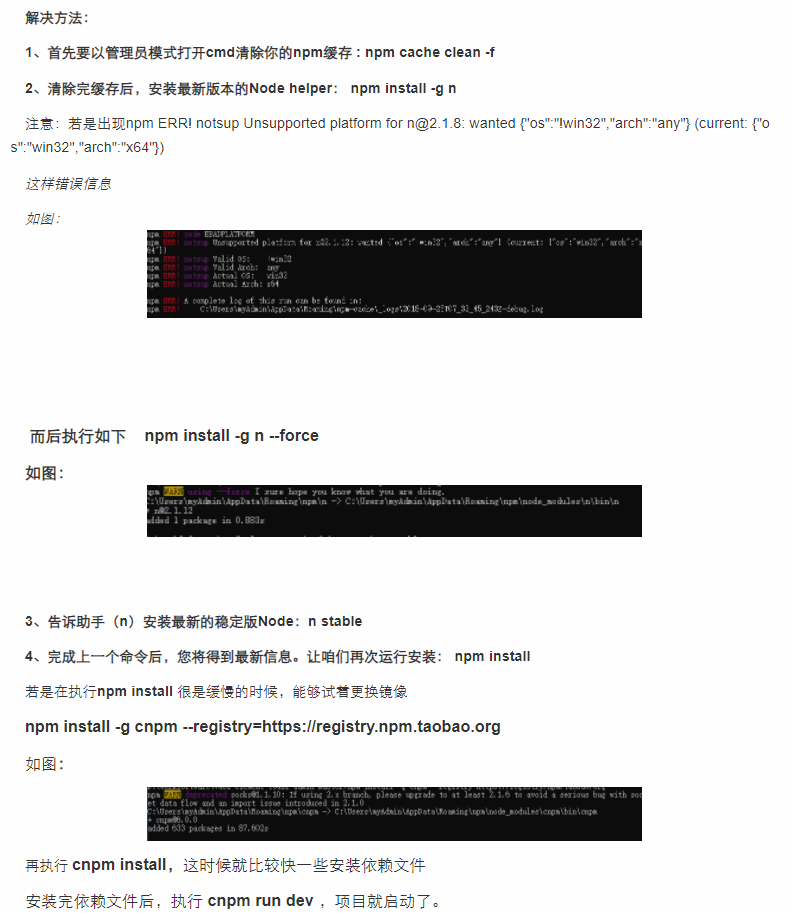 解决方法：
1、首先要以管理员模式打开cmd清除你的npm缓存 : npm cache clean -f
2、清除完缓存后，安装最新版本的Node helper： npm install -g n
注意：若是出现npm ERR! notsup Unsupported platform for n@2.1.8: wanted {"os":"!win32","arch":"any"} (current: {"o
s":"win32","arch":"x64"})
这样错误信息
如图：
npm ERR! code EBADPLATFORM
npm ERR! notsup Unsupported platform for n@2.1.12: wanted {"os":"!win32","arch":"any"} (current: {"os":"win32","arch":"x
64"})
npm ERR! notsup Valid OS:    !win32
npm ERR! notsup Valid Arch:  any
npm ERR! notsup Actual OS:   win32
npm ERR! notsup Actual Arch: x64
npm ERR! A complete log of this run can be found in:
npm ERR!     C:\Users\myAdmin\AppData\Roaming\npm-cache\_logs\2018-09-23T07_33_45_243Z-debug.log
而后执行如下 npm install -g n --force
如图：
npm WARN using --force I sure hope you know what you are doing.
C:\Users\myAdmin\AppData\Roaming\npm\n -> C:\Users\myAdmin\AppData\Roaming\npm\node_modules\n\bin\n
+ n@2.1.12
added 1 package in 0.883s
3、告诉助手（n）安装最新的稳定版Node：n stable
4、完成上一个命令后，您将得到最新信息。让咱们再次运行安装： npm install
若是在执行npm install 很是缓慢的时候，能够试着更换镜像
npm install -g cnpm --registry=https://registry.npm.taobao.org
如图：
npm WARN deprecated socks@1.1.10: If using 2.x branch, please upgrade to at least 2.1.6 to avoid a serious bug with soc
et data flow and an import issue introduced in 2.1.0
C:\Users\myAdmin\AppData\Roaming\npm\cnpm -> C:\Users\myAdmin\AppData\Roaming\npm\node_modules\cnpm\bin\cnpm
+ cnpm@6.0.0
added 633 packages in 87.602s
再执行 cnpm install，这时候就比较快一些安装依赖文件
安装完依赖文件后，执行 cnpm run dev ，项目就启动了。